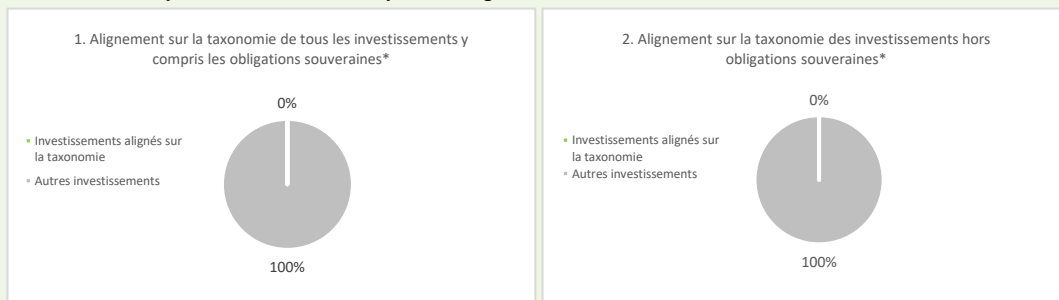 1. Alignement sur la taxonomie de tous les investissements y
compris les obligations souveraines*
0%
Investissements alignés sur
la taxonomie
Autres investissements
100%
2. Alignement sur la taxonomie des investissements hors
obligations souveraines*
0%
Investissements alignés sur
la taxonomie
Autres investissements
100%